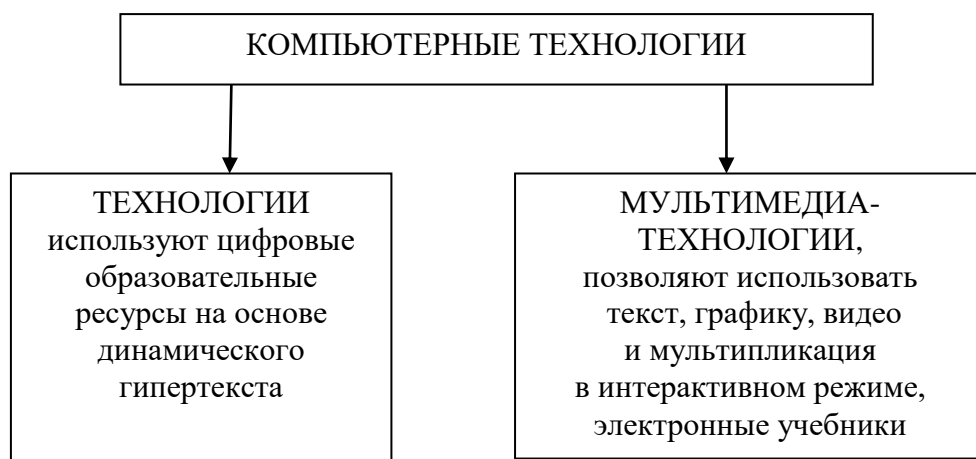 КОМПЬЮТЕРНЫЕ ТЕХНОЛОГИИ
ТЕХНОЛОГИИ
используют цифровые
образовательные
ресурсы на основе
динамического
гипертекста
МУЛЬТИМЕДИА-
ТЕХНОЛОГИИ,
позволяют использовать
текст, графику, видео
и мультипликация
в интерактивном режиме,
электронные учебники